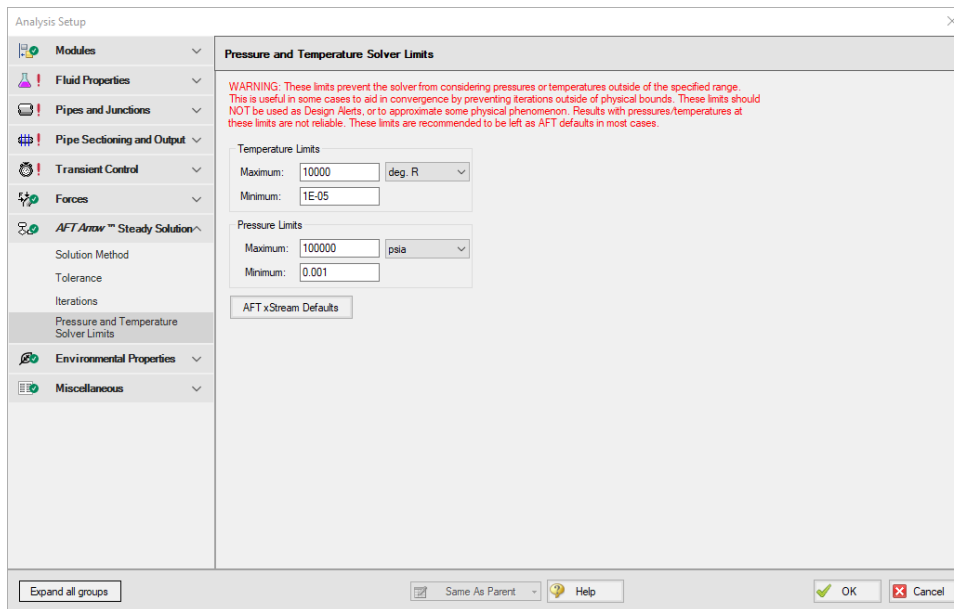 Analysis Setup
Modules
Fluid Properties
Pipes and Junctions
Pipe Sectioning and Output
Transient Control
Forces
AFT Arrow ™ Steady Solution
Solution Method
Tolerance
Iterations
Pressure and Temperature
Solver Limits
Environmental Properties
Miscellaneous
Pressure and Temperature Solver Limits
WARNING: These limits prevent the solver from considering pressures or temperatures outside of the specified range.
This is useful in some cases to aid in convergence by preventing iterations outside of physical bounds. These limits should
NOT be used as Design Alerts, or to approximate some physical phenomenon. Results with pressures/temperatures at
these limits are not reliable. These limits are recommended to be left as AFT defaults in most cases.
Temperature Limits
Maximum: 10000 deg. R
Minimum: 1E-05
Pressure Limits
Maximum: 100000 psia
Minimum: 0.001
AFT xStream Defaults
Expand all groups
Same As Parent
Help
OK
Cancel